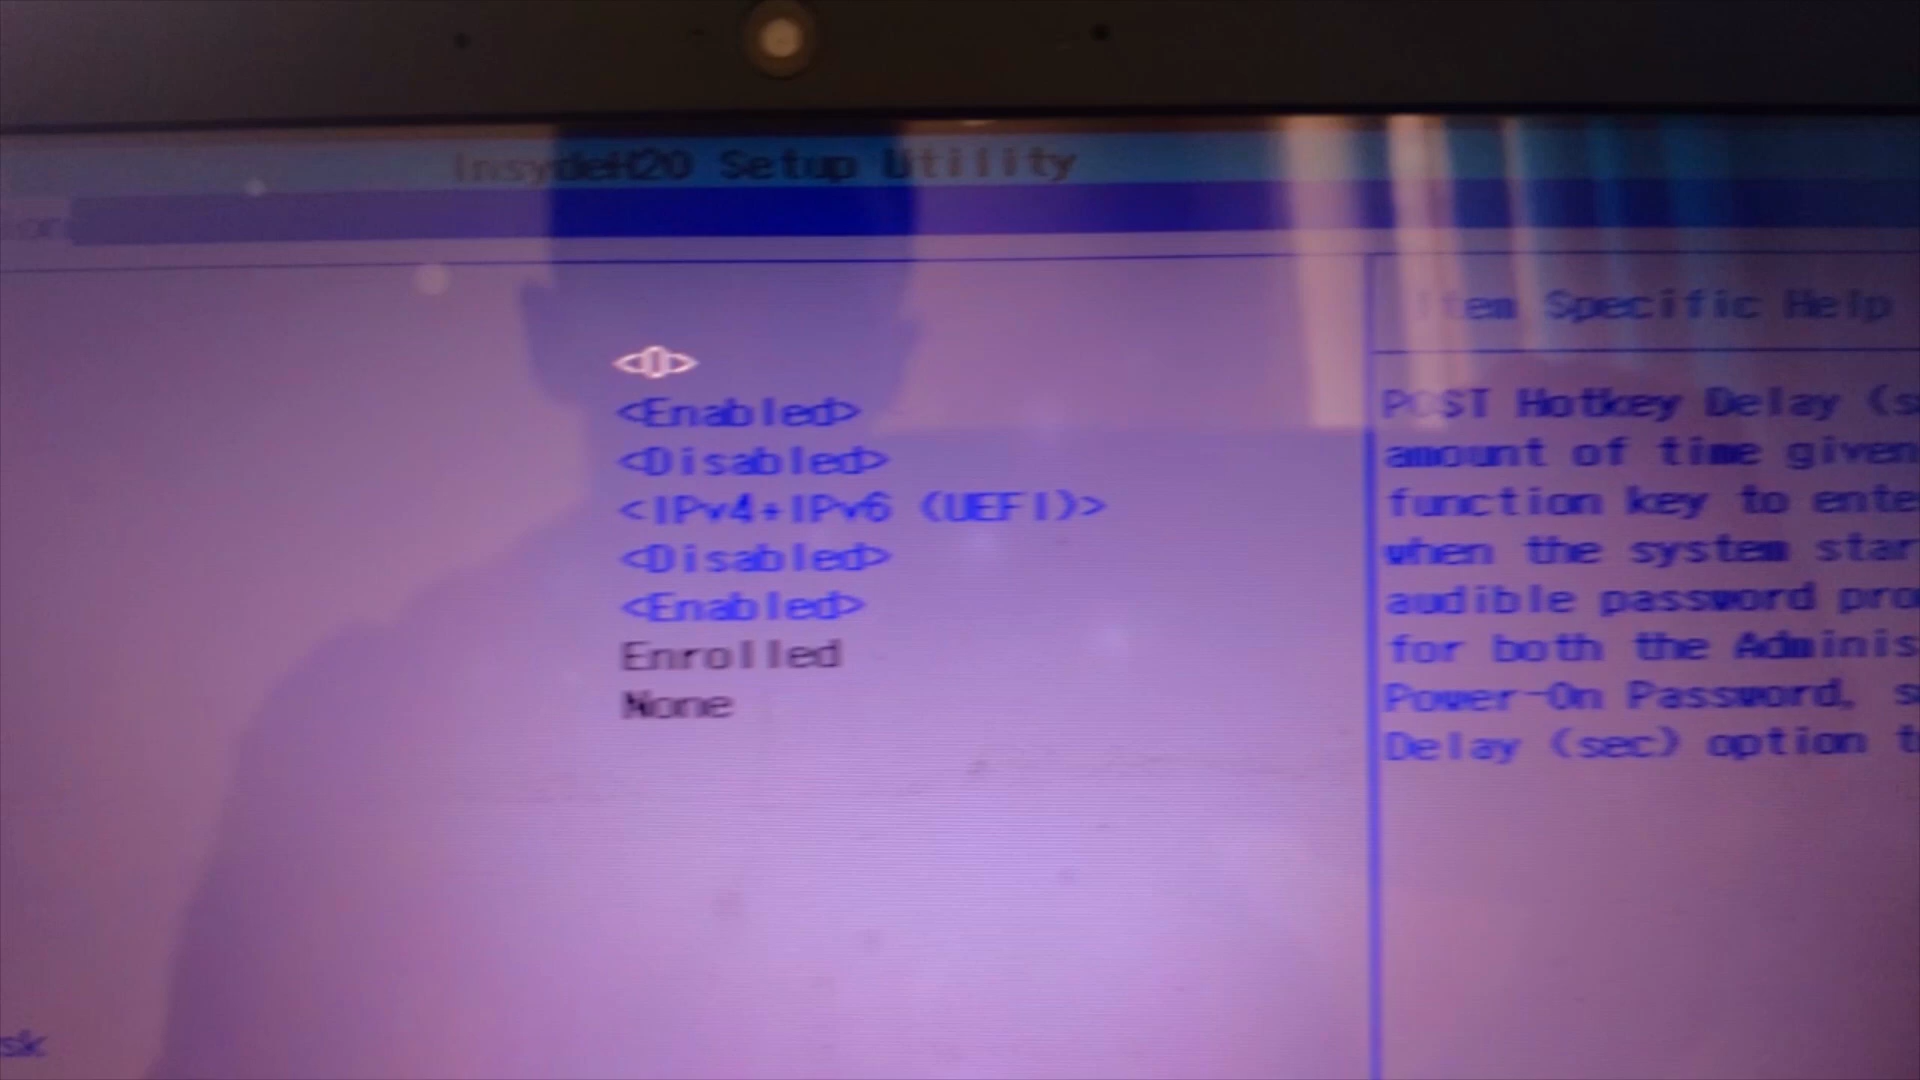 InsydeH20 Setup Utility
Item Specific Help
<0>
<Enabled>
<Disabled>
<IPv4+IPv6 (UEFI)>
<Disabled>
<Enabled>
Enrolled
None
POST Hotkey Delay (s
amount of time given
function key to ente
when the system star
audible password pro
for both the Adminis
Power-On Password, s
Delay (sec) option t
sk